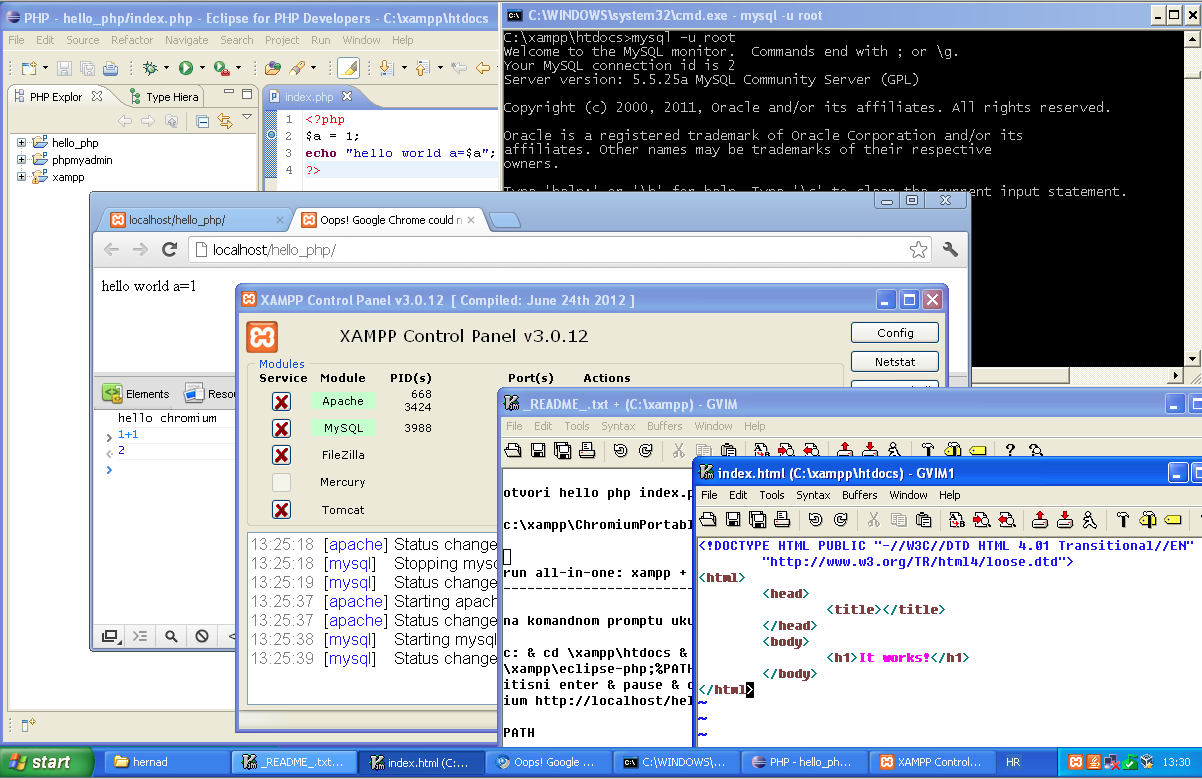 PHP - hello_php/index.php - Eclipse for PHP Developers - C:\xampp\htdocs
File Edit Source Refactor Navigate Search Project Run Window Help
PHP Explor
Type Hiera
hello_php
phpmyadmin
xampp
index.php
1 <?php
2 $a = 1;
3 echo "hello world a=$a";
4 ?>
C:\WINDOWS\system32\cmd.exe - mysql -u root
C:\xampp\htdocs>mysql -u root
Welcome to the MySQL monitor.  Commands end with ; or \g.
Your MySQL connection id is 2
Server version: 5.5.25a MySQL Community Server (GPL)
Copyright (c) 2000, 2011, Oracle and/or its affiliates. All rights reserved.
Oracle is a registered trademark of Oracle Corporation and/or its
affiliates. Other names may be trademarks of their respective
owners.
Type 'help;' or '\h' for help. Type '\c' to clear the current input statement.
localhost/hello_php/
Oops! Google Chrome could n
localhost/hello_php/
hello world a=1
Elements
Resou
hello chromium
1+1
2
XAMPP Control Panel v3.0.12 [ Compiled: June 24th 2012 ]
XAMPP Control Panel v3.0.12
Config
Netstat
Modules
Service Module PID(s) Port(s) Actions
Apache 668
3424
MySQL 3988
FileZilla
Mercury
Tomcat
13:25:18 [apache] Status change
13:25:18 [mysql] Stopping mysq
13:25:19 [mysql] Status change
13:25:37 [apache] Starting apach
13:25:37 [apache] Status change
13:25:38 [mysql] Starting mysql
13:25:39 [mysql] Status change
_README_.txt + (C:\xampp) - GVIM
File Edit Tools Syntax Buffers Window Help
otvori hello php index.p
c:\xampp\ChromiumPortabl
run all-in-one: xampp +
------------------------
na komandnom promptu uku
c: & cd \xampp\htdocs &
\xampp\eclipse-php;%PATH
itisni enter & pause & c
ium http://localhost/hel
PATH
index.html (C:\xampp\htdocs) - GVIM1
File Edit Tools Syntax Buffers Window Help
<!DOCTYPE HTML PUBLIC "-//W3C//DTD HTML 4.01 Transitional//EN"
"http://www.w3.org/TR/html4/loose.dtd">
<html>
<head>
<title></title>
</head>
<body>
<h1>It works!</h1>
</body>
</html>
~
~
~
start
hernad
_README_.txt...
index.html (C:...
Oops! Google ...
C:\WINDOWS\...
PHP - hello_ph...
XAMPP Control...
HR
13:30